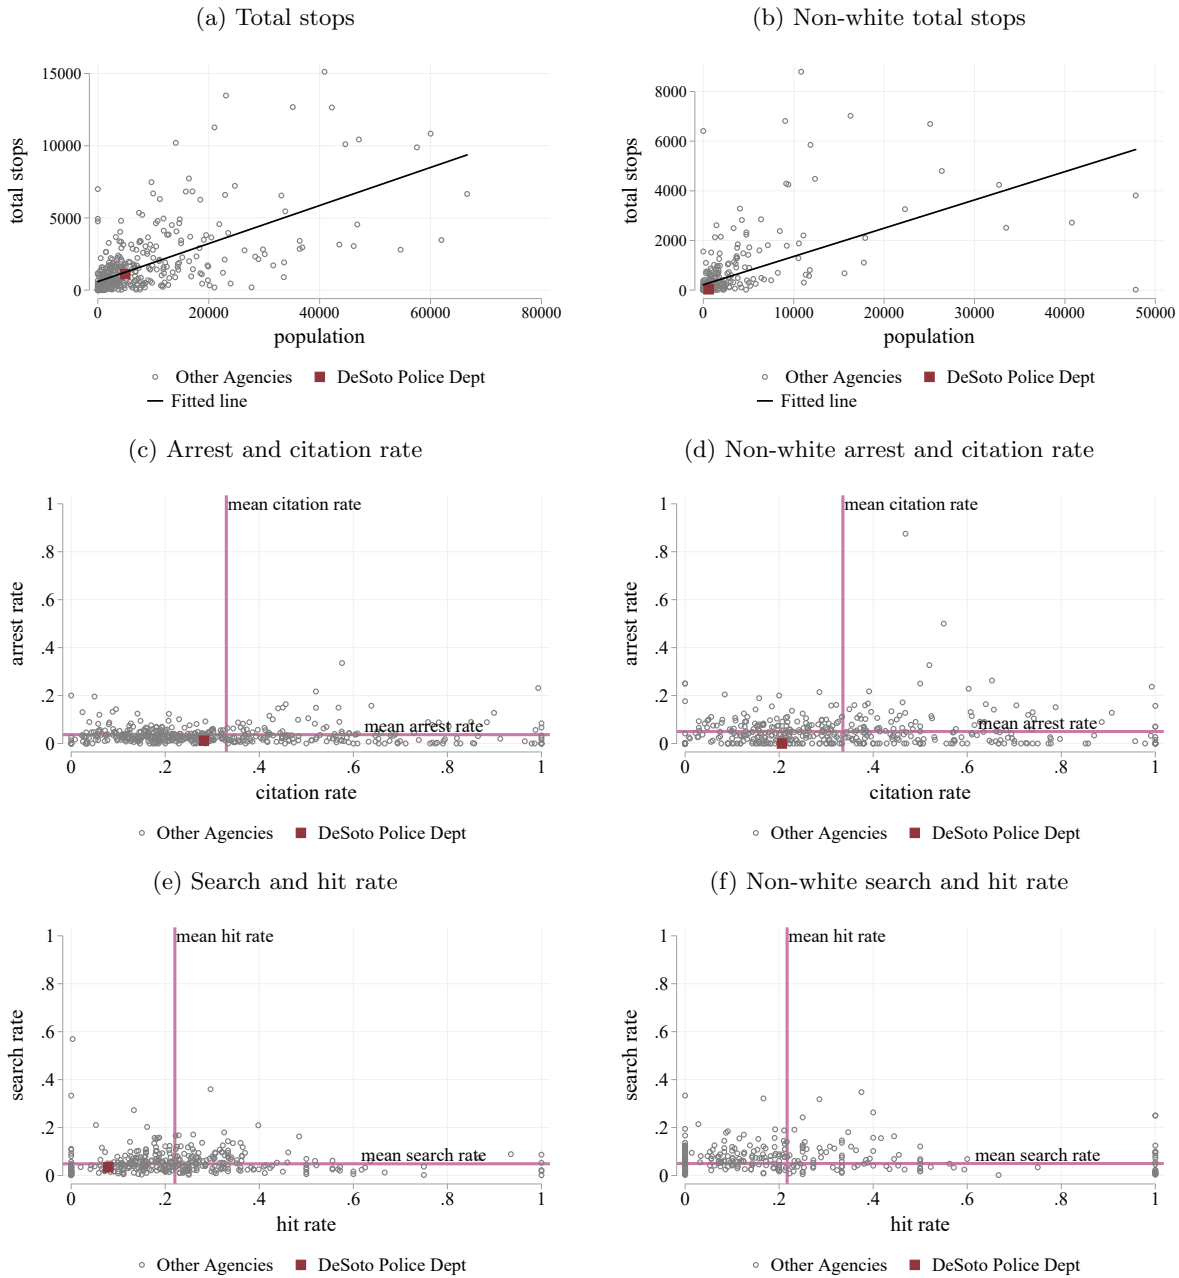 (a) Total stops
(b) Non-white total stops
total stops
15000
10000
5000
0
0
20000
40000
60000
80000
population
Other Agencies
DeSoto Police Dept
Fitted line
total stops
8000
6000
4000
2000
0
0
10000
20000
30000
40000
50000
population
Other Agencies
DeSoto Police Dept
Fitted line
(c) Arrest and citation rate
(d) Non-white arrest and citation rate
arrest rate
1
.8
.6
.4
.2
0
mean citation rate
mean arrest rate
0
.2
.4
.6
.8
1
citation rate
Other Agencies
DeSoto Police Dept
arrest rate
1
.8
.6
.4
.2
0
mean citation rate
mean arrest rate
0
.2
.4
.6
.8
1
citation rate
Other Agencies
DeSoto Police Dept
(e) Search and hit rate
(f) Non-white search and hit rate
search rate
1
.8
.6
.4
.2
0
mean hit rate
mean search rate
0
.2
.4
.6
.8
1
hit rate
Other Agencies
DeSoto Police Dept
search rate
1
.8
.6
.4
.2
0
mean hit rate
mean search rate
0
.2
.4
.6
.8
1
hit rate
Other Agencies
DeSoto Police Dept